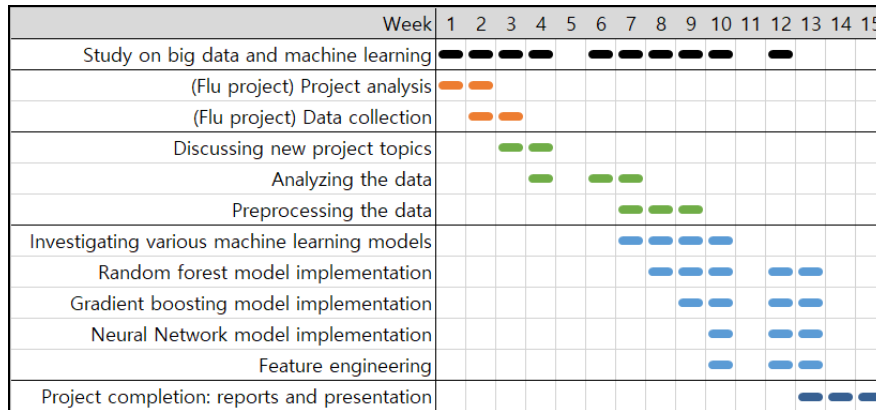 Week 1 2 3 4 5 6 7 8 9 10 11 12 13 14 15
Study on big data and machine learning
(Flu project) Project analysis
(Flu project) Data collection
Discussing new project topics
Analyzing the data
Preprocessing the data
Investigating various machine learning models
Random forest model implementation
Gradient boosting model implementation
Neural Network model implementation
Feature engineering
Project completion: reports and presentation